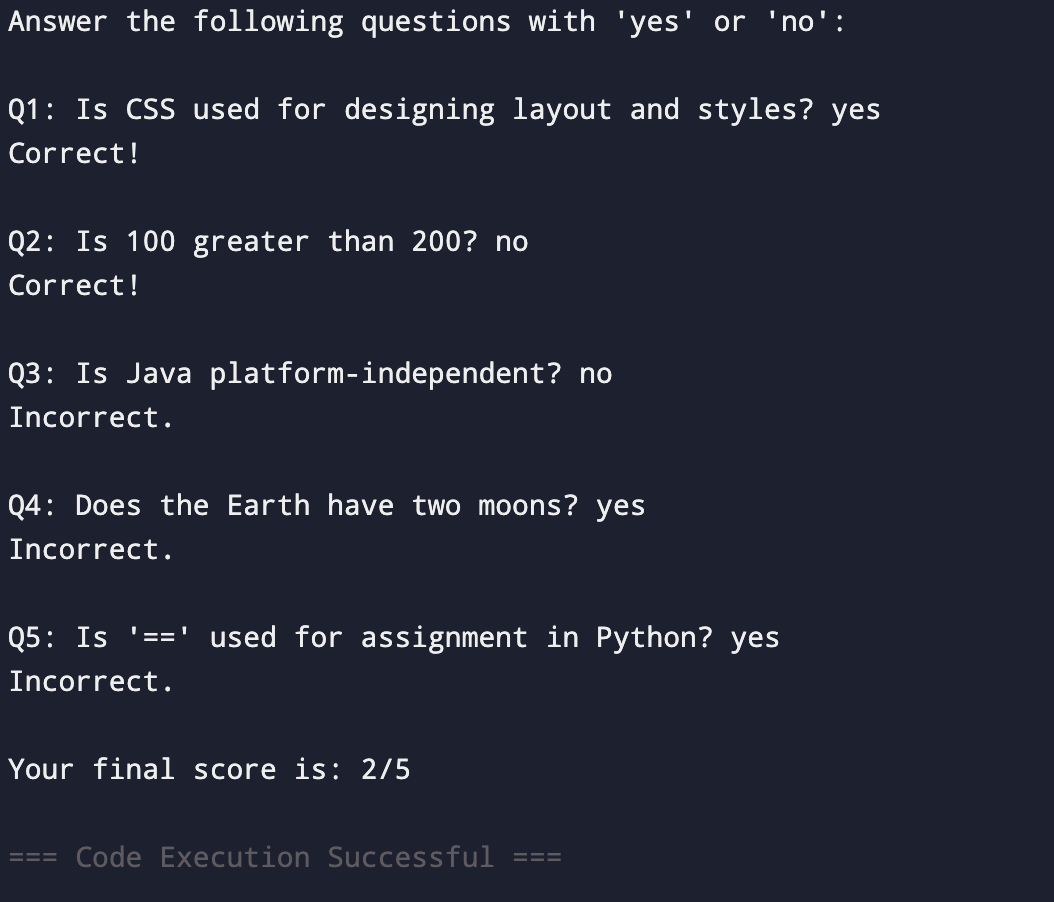 Answer the following questions with 'yes' or 'no':
Q1: Is CSS used for designing layout and styles? yes
Correct!
Q2: Is 100 greater than 200? no
Correct!
Q3: Is Java platform-independent? no
Incorrect.
Q4: Does the Earth have two moons? yes
Incorrect.
Q5: Is '==' used for assignment in Python? yes
Incorrect.
Your final score is: 2/5
=== Code Execution Successful ===